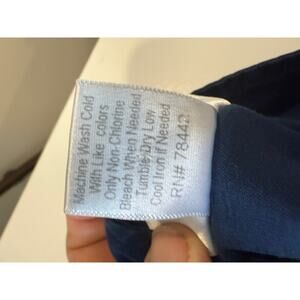 Machine Wash Cold
With Like colors
Only Non-Chlorine
Bleach When Needed
Tumble Dry Low
Cool Iron if Needed
RN# 78443